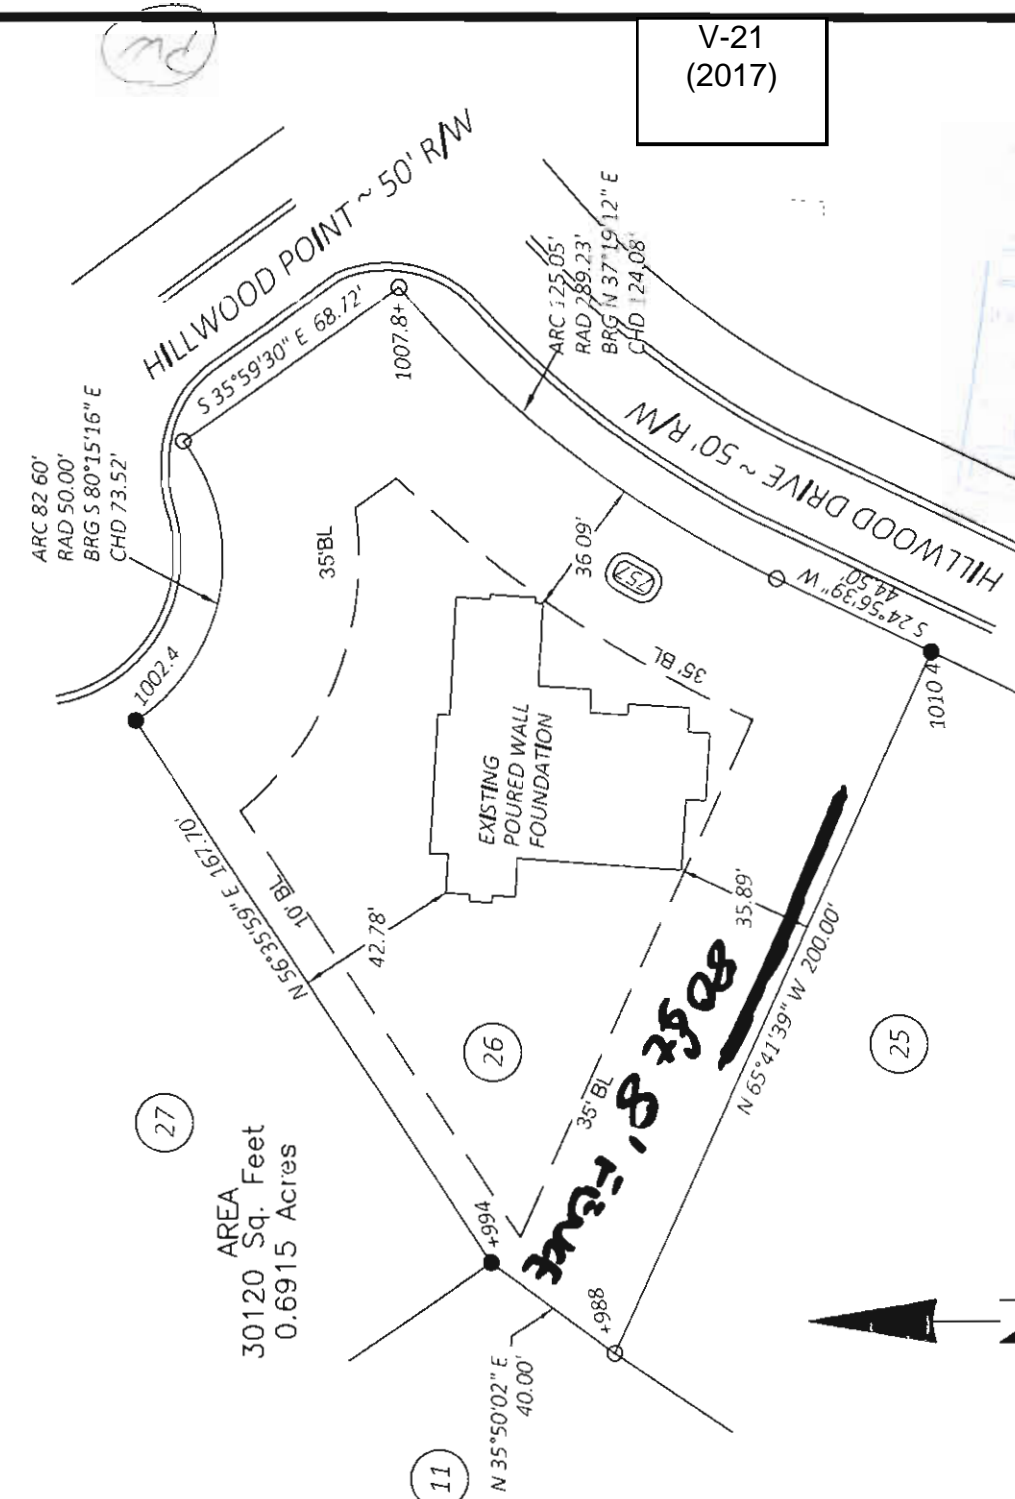 PW
V-21
(2017)
HILLWOOD POINT ~ 50' R/W
S 35°59'30" E 68.72'
1007.8+
ARC 125.05'
RAD 289.23'
BRG N 37°19'12" E
CHD 124.08'
ARC 82 60'
RAD 50.00'
BRG S 80°15'16" E
CHD 73.52'
HILLWOOD DRIVE ~ 50' R/W
S 24°56'39" W
44.50'
35'BL
36 09'
757
1002.4
35' BL
1010 4
EXISTING
POURED WALL
FOUNDATION
N 56°35'59" E 167.70'
10' BL
42.78'
35.89'
N 65°41'39" W 200.00'
26
25
27
35' BL
8'
FENCE
AREA
30120 Sq. Feet
0.6915 Acres
+994
+988
N 35°50'02" E
40.00'
11